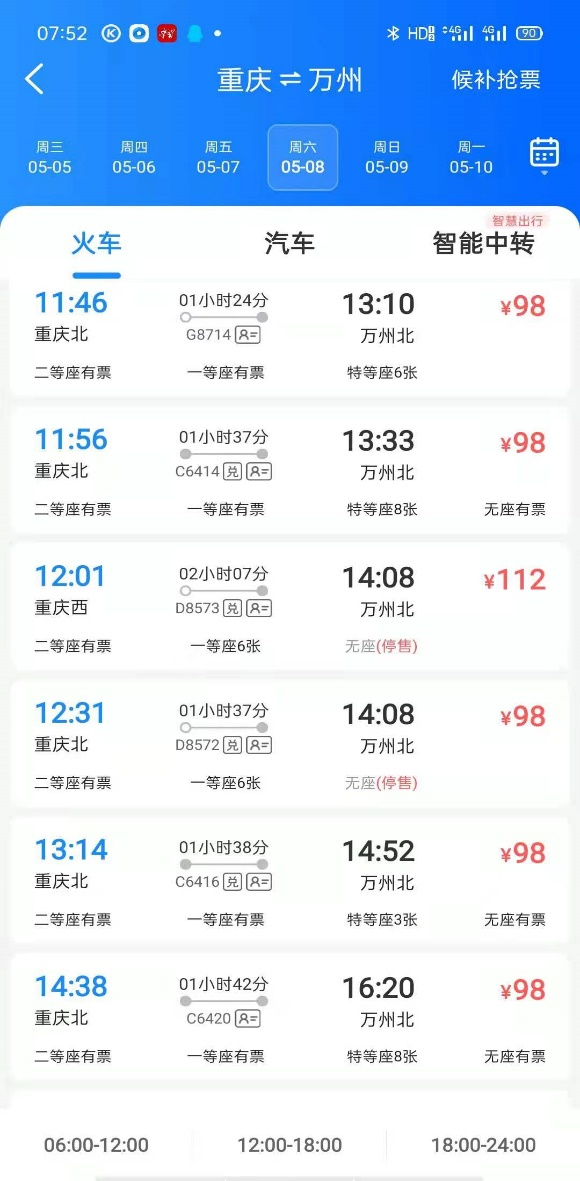 07:52 HD 4G 4G 90
重庆⇌万州 候补抢票
周三 周四 周五 周六 周日 周一
05-05 05-06 05-07 05-08 05-09 05-10
智慧出行
火车 汽车 智能中转
11:46 01小时24分 13:10 ¥98
重庆北 G8714 万州北
二等座有票 一等座有票 特等座6张
11:56 01小时37分 13:33 ¥98
重庆北 C6414 兑 万州北
二等座有票 一等座有票 特等座8张 无座有票
12:01 02小时07分 14:08 ¥112
重庆西 D8573 兑 万州北
二等座有票 一等座6张 无座(停售)
12:31 01小时37分 14:08 ¥98
重庆北 D8572 兑 万州北
二等座有票 一等座6张 无座(停售)
13:14 01小时38分 14:52 ¥98
重庆北 C6416 兑 万州北
二等座有票 一等座有票 特等座3张 无座有票
14:38 01小时42分 16:20 ¥98
重庆北 C6420 万州北
二等座有票 一等座有票 特等座8张 无座有票
06:00-12:00 12:00-18:00 18:00-24:00